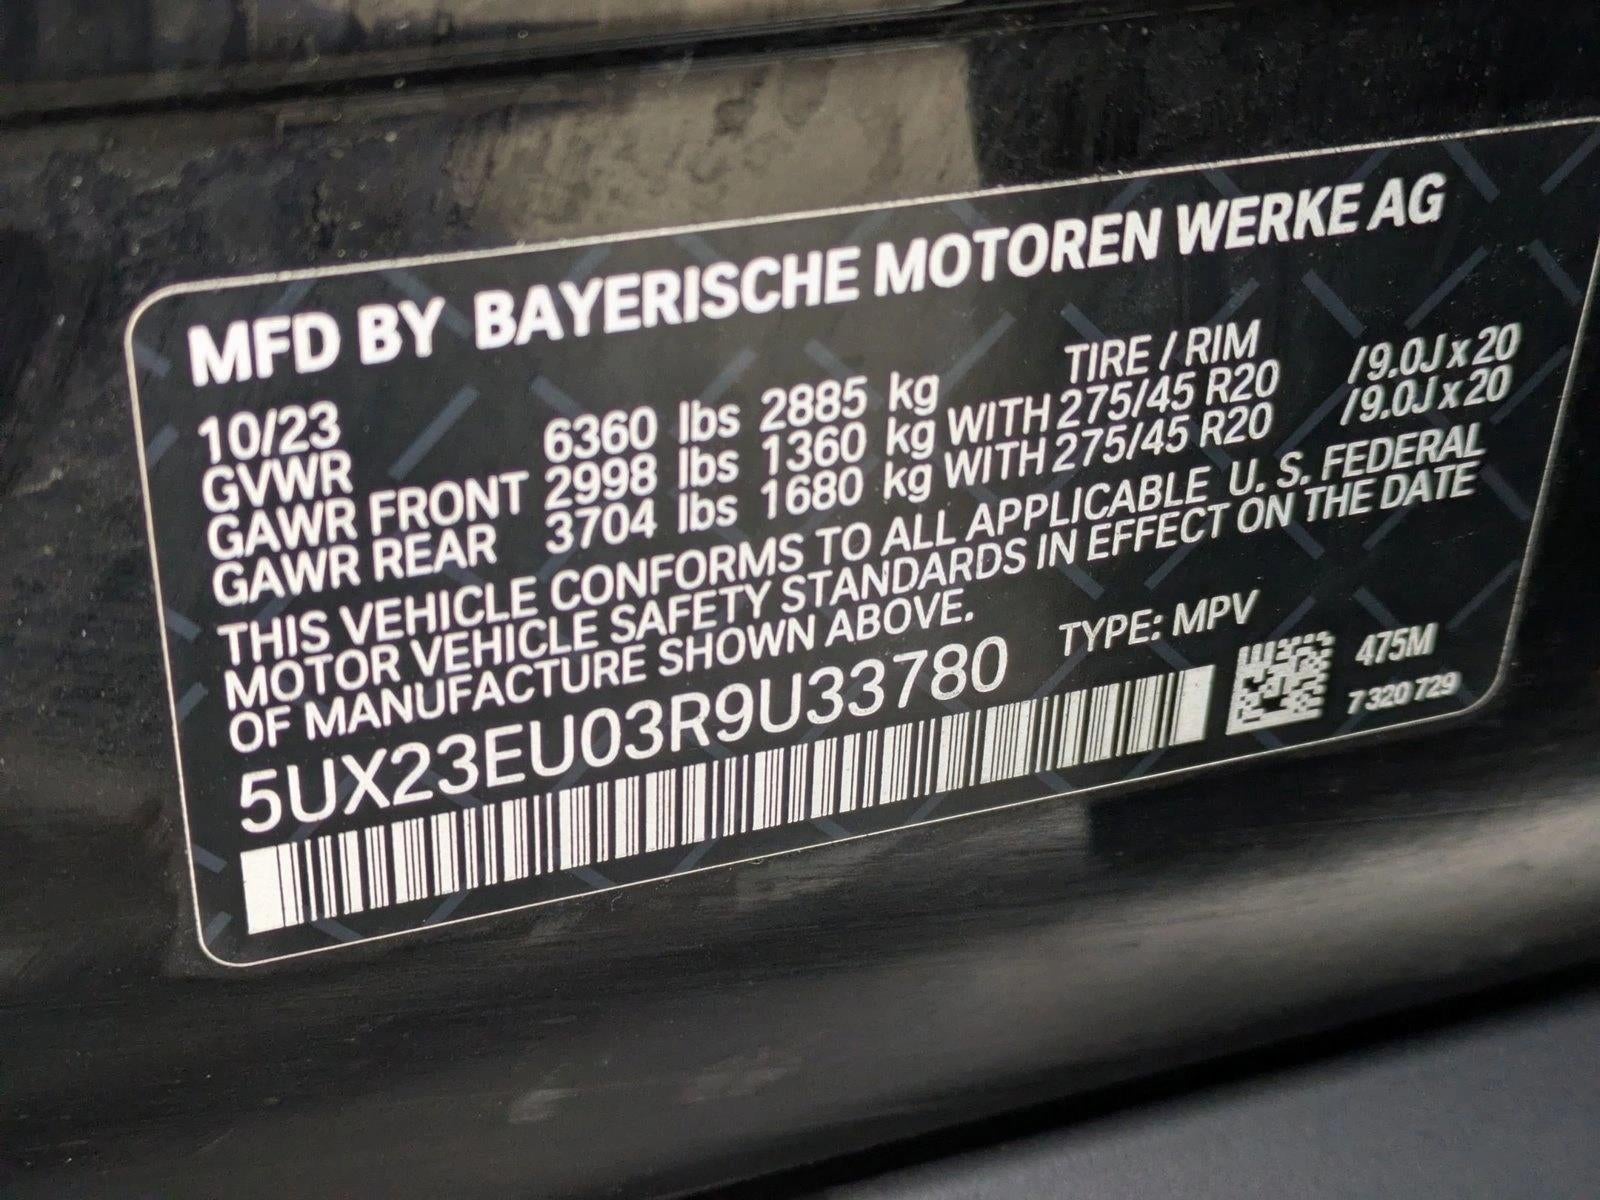 MFD BY BAYERISCHE MOTOREN WERKE AG
10/23 TIRE / RIM
GVWR 6360 lbs 2885 kg
GAWR FRONT 2998 lbs 1360 kg WITH 275/45 R20 /9.0J x 20
GAWR REAR 3704 lbs 1680 kg WITH 275/45 R20 /9.0J x 20
THIS VEHICLE CONFORMS TO ALL APPLICABLE U. S. FEDERAL
MOTOR VEHICLE SAFETY STANDARDS IN EFFECT ON THE DATE
OF MANUFACTURE SHOWN ABOVE.
5UX23EU03R9U33780 TYPE: MPV
475M
7 320 729